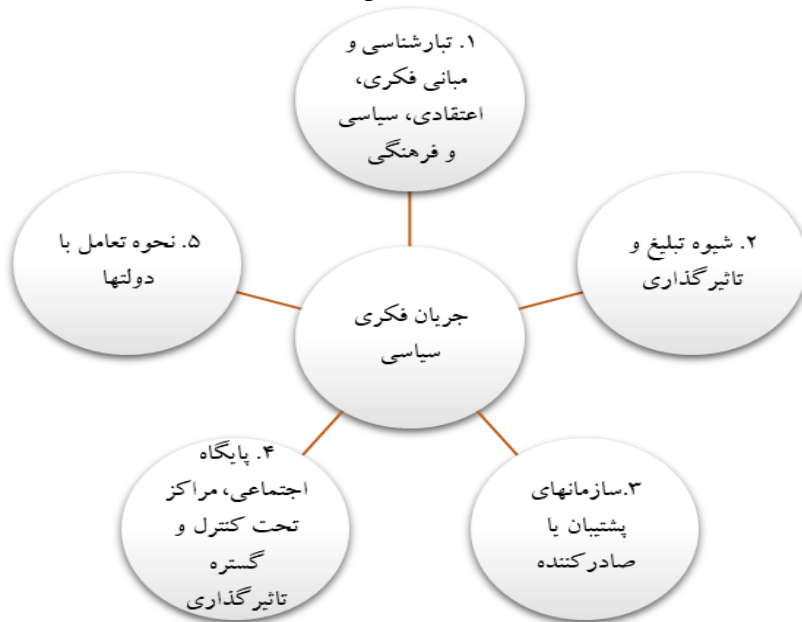 ۱. تبارشناسی و
مبانی فکری،
اعتقادی، سیاسی
و فرهنگی
۲. شیوه تبلیغ و
تاثیرگذاری
۳.سازمانهای
پشتیبان یا
صادرکننده
۴. پایگاه
اجتماعی، مراکز
تحت کنترل و
گستره
تاثیرگذاری
۵. نحوه تعامل با
دولتها
جریان فکری
سیاسی